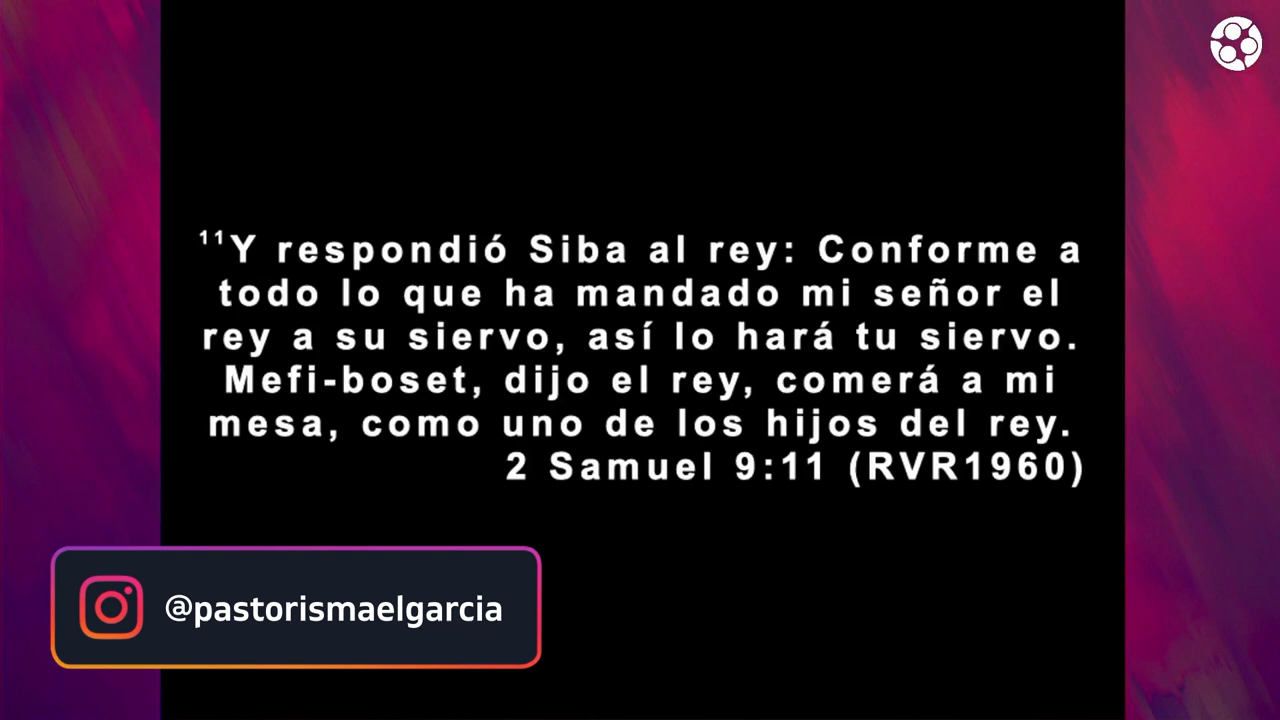 ¹¹Y respondió Siba al rey: Conforme a
todo lo que ha mandado mi señor el
rey a su siervo, así lo hará tu siervo.
Mefi-boset, dijo el rey, comerá a mi
mesa, como uno de los hijos del rey.
2 Samuel 9:11 (RVR1960)
@pastorismaelgarcia